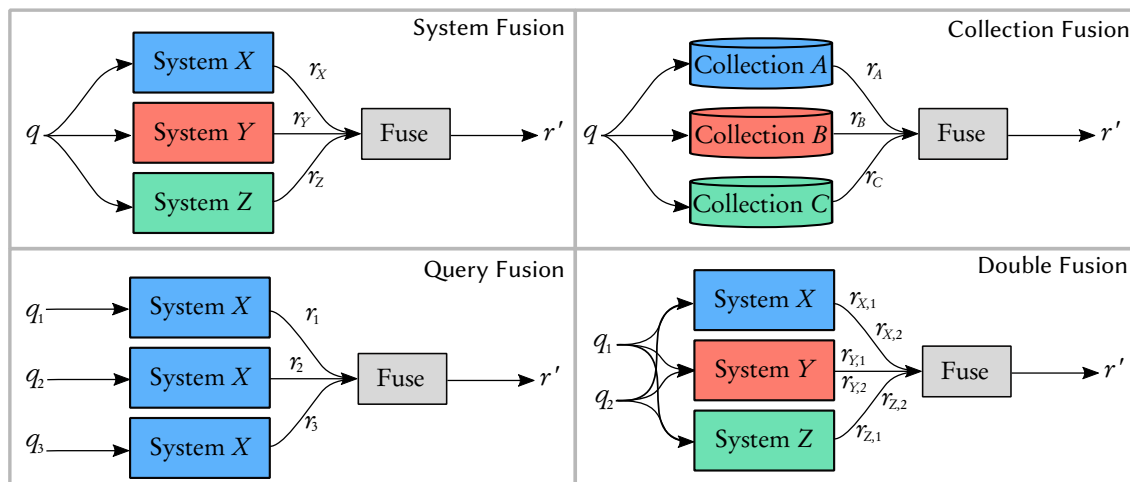 System Fusion
System X
r_X
q
System Y
r_Y
Fuse
r'
System Z
r_Z
Collection Fusion
Collection A
r_A
q
Collection B
r_B
Fuse
r'
Collection C
r_C
Query Fusion
q_1
System X
r_1
q_2
System X
r_2
Fuse
r'
q_3
System X
r_3
Double Fusion
System X
r_X,1
r_X,2
q_1
System Y
r_Y,1
r_Y,2
Fuse
r'
q_2
r_Z,2
System Z
r_Z,1